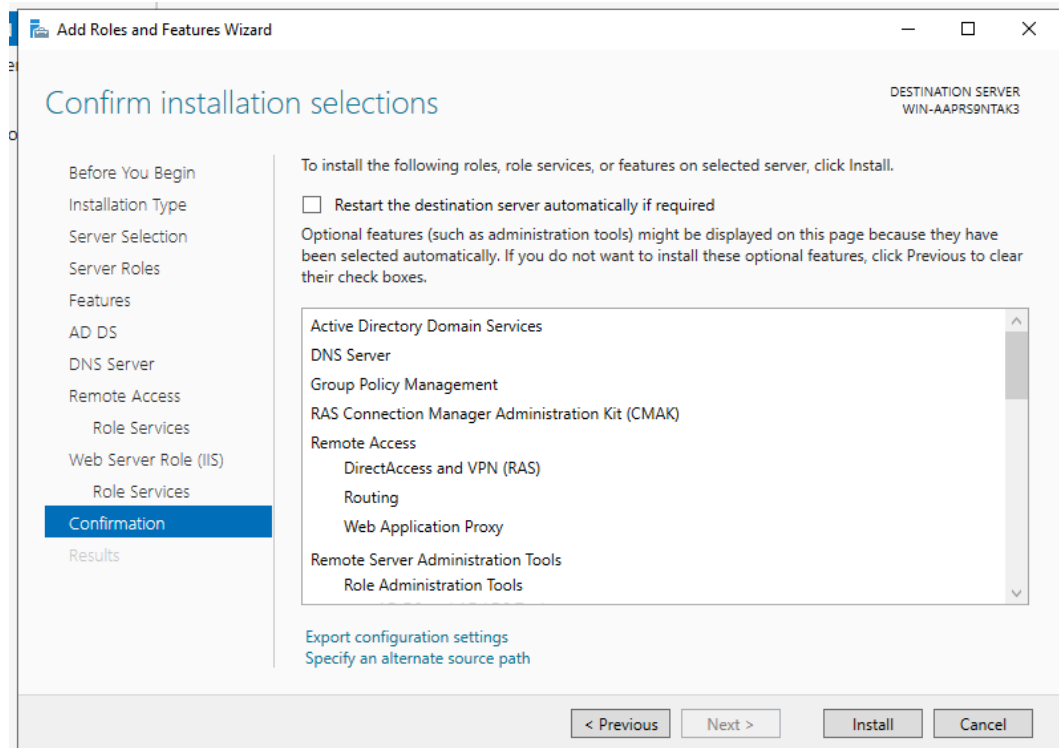 Add Roles and Features Wizard
Confirm installation selections
DESTINATION SERVER
WIN-AAPRS9NTAK3
Before You Begin
Installation Type
Server Selection
Server Roles
Features
AD DS
DNS Server
Remote Access
Role Services
Web Server Role (IIS)
Role Services
Confirmation
Results
To install the following roles, role services, or features on selected server, click Install.
Restart the destination server automatically if required
Optional features (such as administration tools) might be displayed on this page because they have
been selected automatically. If you do not want to install these optional features, click Previous to clear
their check boxes.
Active Directory Domain Services
DNS Server
Group Policy Management
RAS Connection Manager Administration Kit (CMAK)
Remote Access
DirectAccess and VPN (RAS)
Routing
Web Application Proxy
Remote Server Administration Tools
Role Administration Tools
Export configuration settings
Specify an alternate source path
< Previous
Next >
Install
Cancel